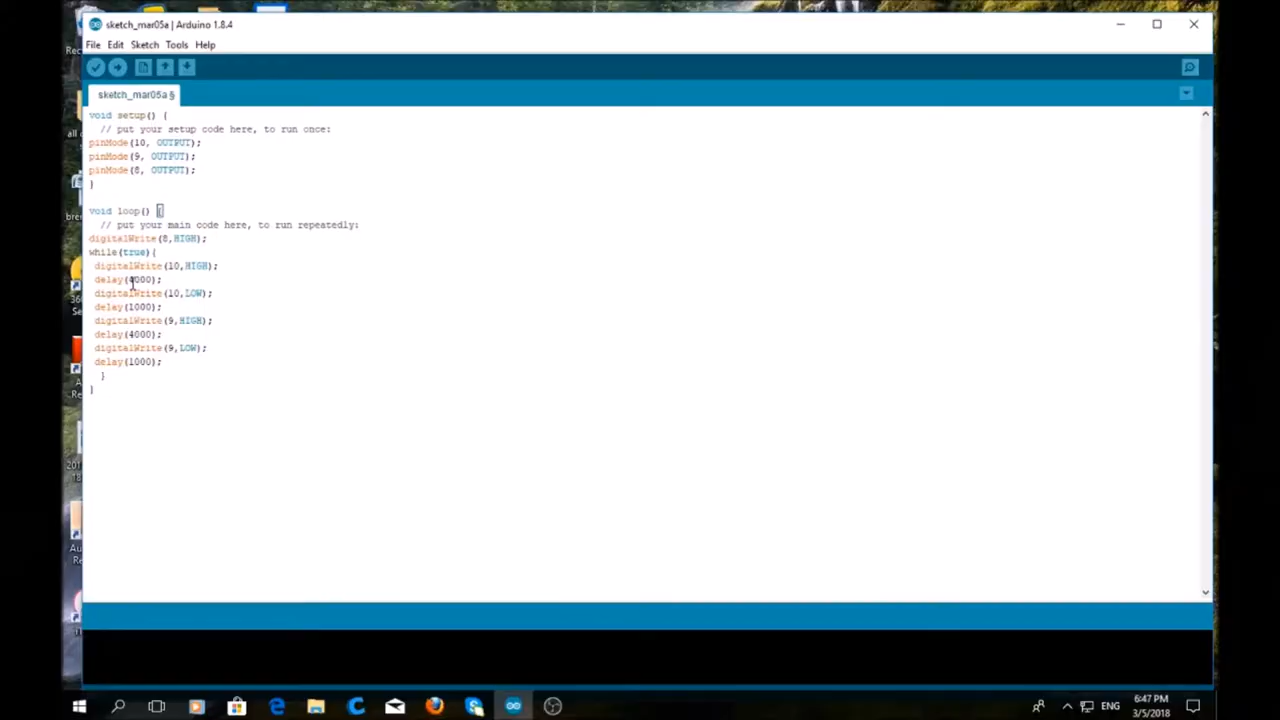 sketch_mar05a | Arduino 1.8.4
File Edit Sketch Tools Help
sketch_mar05a §
void setup() {
// put your setup code here, to run once:
pinMode(10, OUTPUT);
pinMode(9, OUTPUT);
pinMode(8, OUTPUT);
}
void loop() {
// put your main code here, to run repeatedly:
digitalWrite(8,HIGH);
while(true){
digitalWrite(10,HIGH);
delay(4000);
digitalWrite(10,LOW);
delay(1000);
digitalWrite(9,HIGH);
delay(4000);
digitalWrite(9,LOW);
delay(1000);
}
}
ENG
6:47 PM
3/5/2018